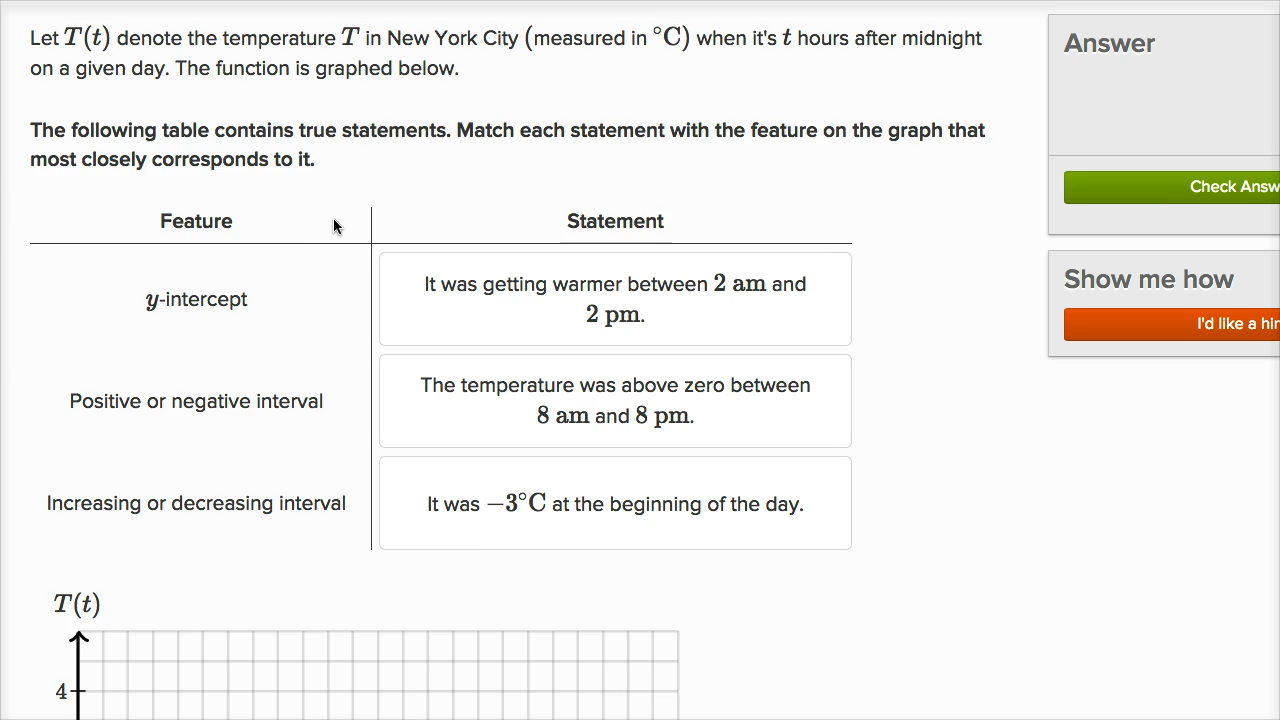 Let T(t) denote the temperature T in New York City (measured in °C) when it's t hours after midnight
on a given day. The function is graphed below.
The following table contains true statements. Match each statement with the feature on the graph that
most closely corresponds to it.
Feature
Statement
y-intercept
It was getting warmer between 2 am and
2 pm.
Positive or negative interval
The temperature was above zero between
8 am and 8 pm.
Increasing or decreasing interval
It was −3°C at the beginning of the day.
T(t)
4
Answer
Check Answ
Show me how
I'd like a hin